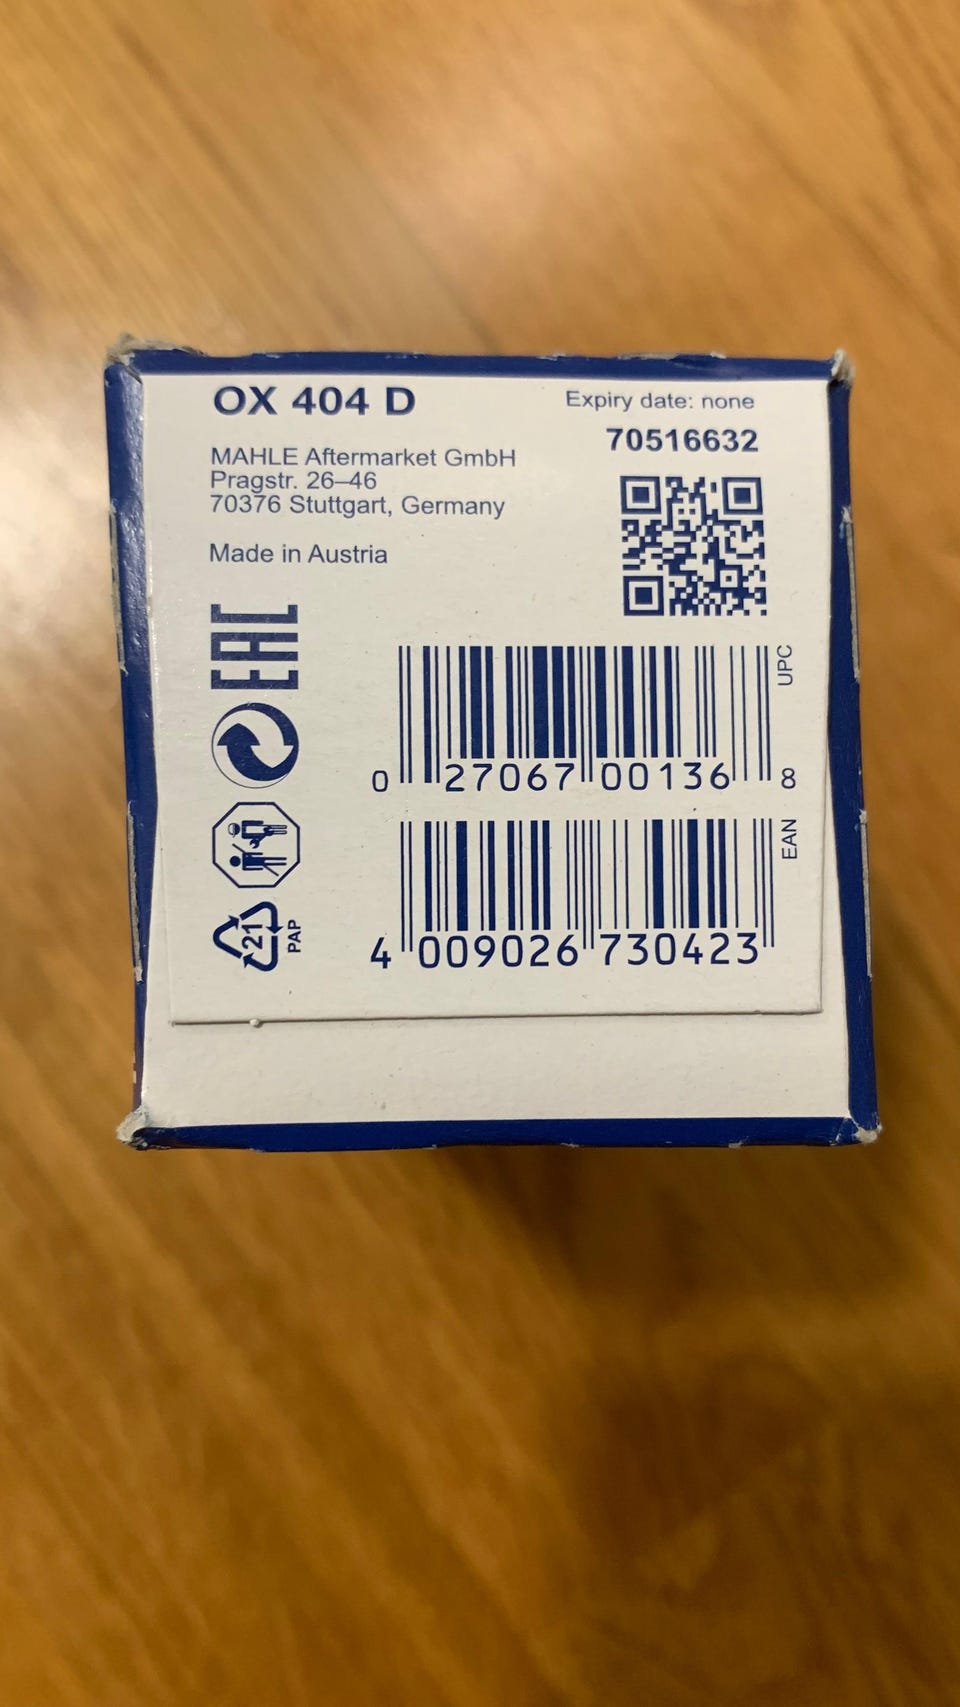 OX 404 D
Expiry date: none
70516632
MAHLE Aftermarket GmbH
Pragstr. 26–46
70376 Stuttgart, Germany
Made in Austria
EAC
UPC
0 27067 00136 8
EAN
4 009026 730423
21
PAP